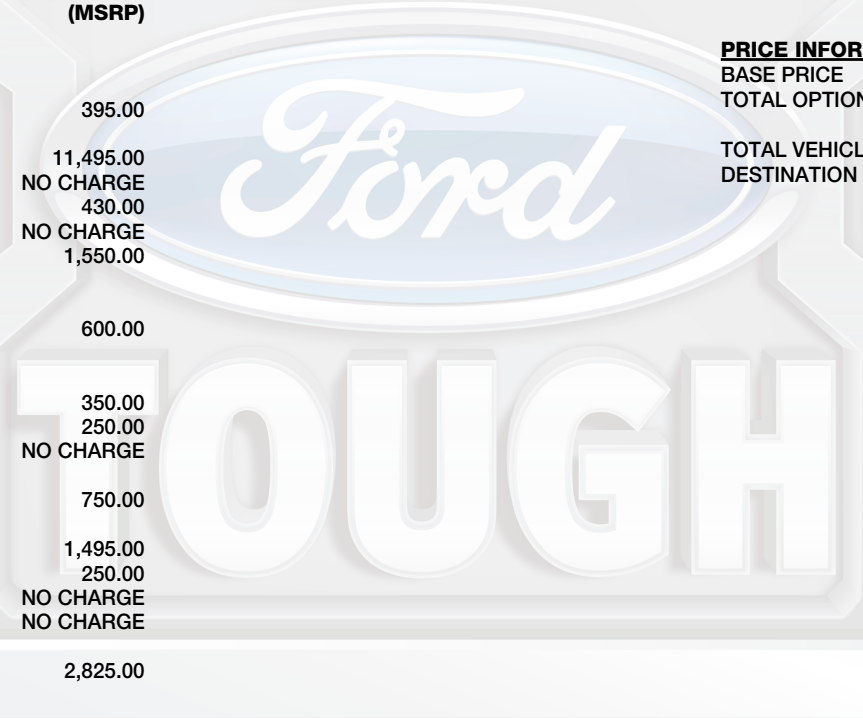 (MSRP)
395.00
11,495.00
NO CHARGE
430.00
NO CHARGE
1,550.00
600.00
350.00
250.00
NO CHARGE
750.00
1,495.00
250.00
NO CHARGE
NO CHARGE
2,825.00
PRICE INFOR
BASE PRICE
TOTAL OPTION
TOTAL VEHICL
DESTINATION
Ford
TOUGH